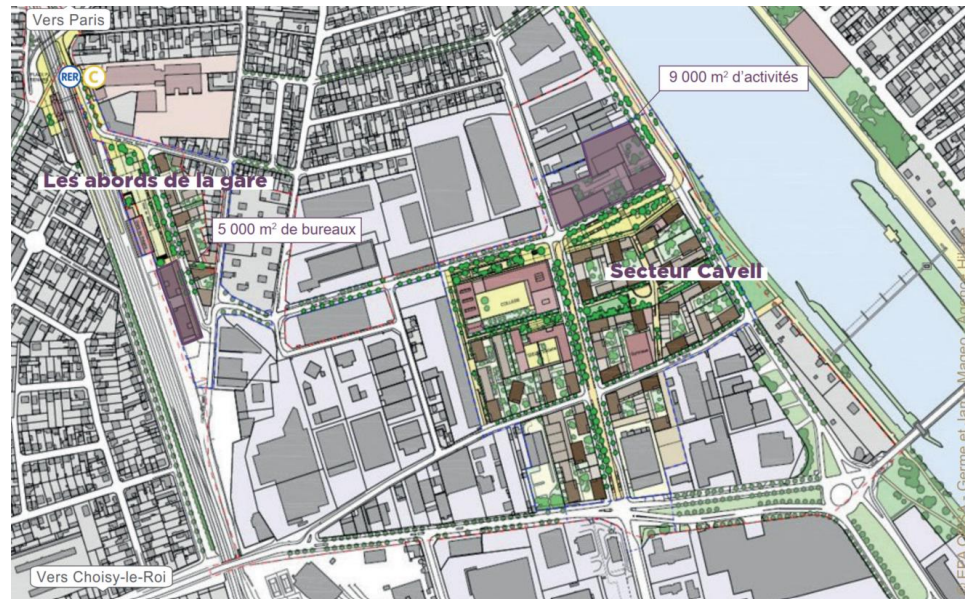 Vers Paris
RER C
9 000 m² d'activités
Les abords de la gare
5 000 m² de bureaux
Secteur Cavell
COLLEGE
Vers Choisy-le-Roi